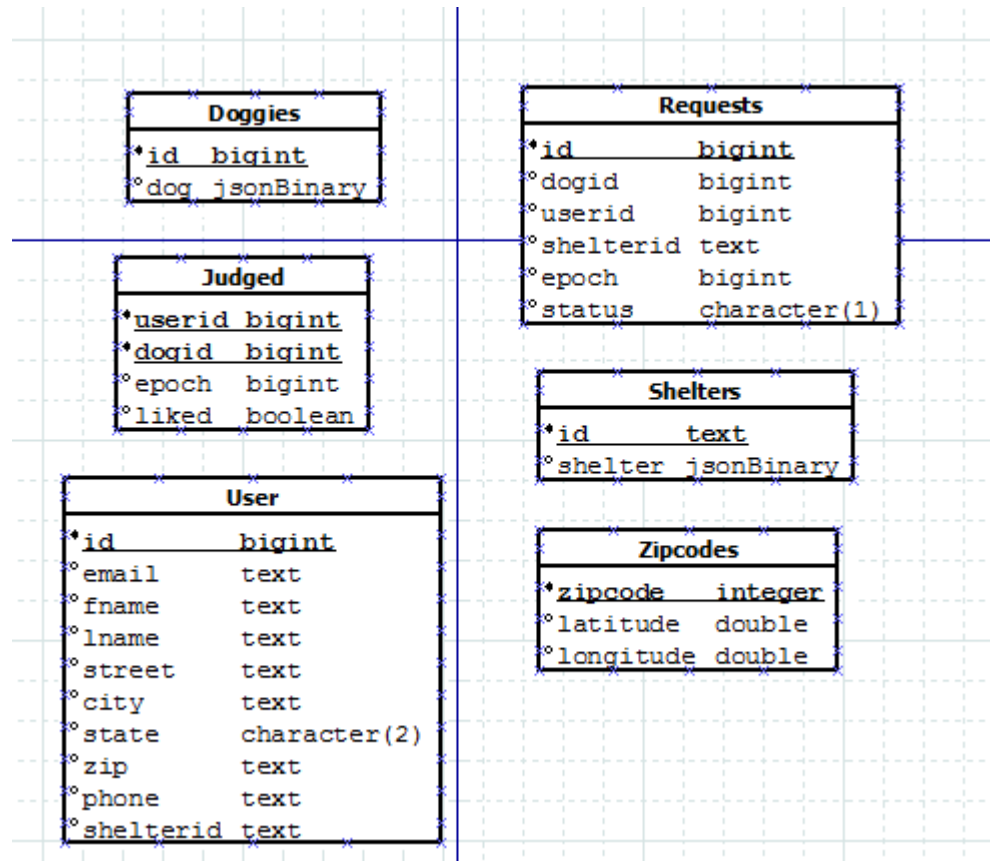 Doggies
id bigint
dog jsonBinary
Judged
userid bigint
dogid bigint
epoch bigint
liked boolean
User
id bigint
email text
fname text
lname text
street text
city text
state character(2)
zip text
phone text
shelterid text
Requests
id bigint
dogid bigint
userid bigint
shelterid text
epoch bigint
status character(1)
Shelters
id text
shelter jsonBinary
Zipcodes
zipcode integer
latitude double
longitude double